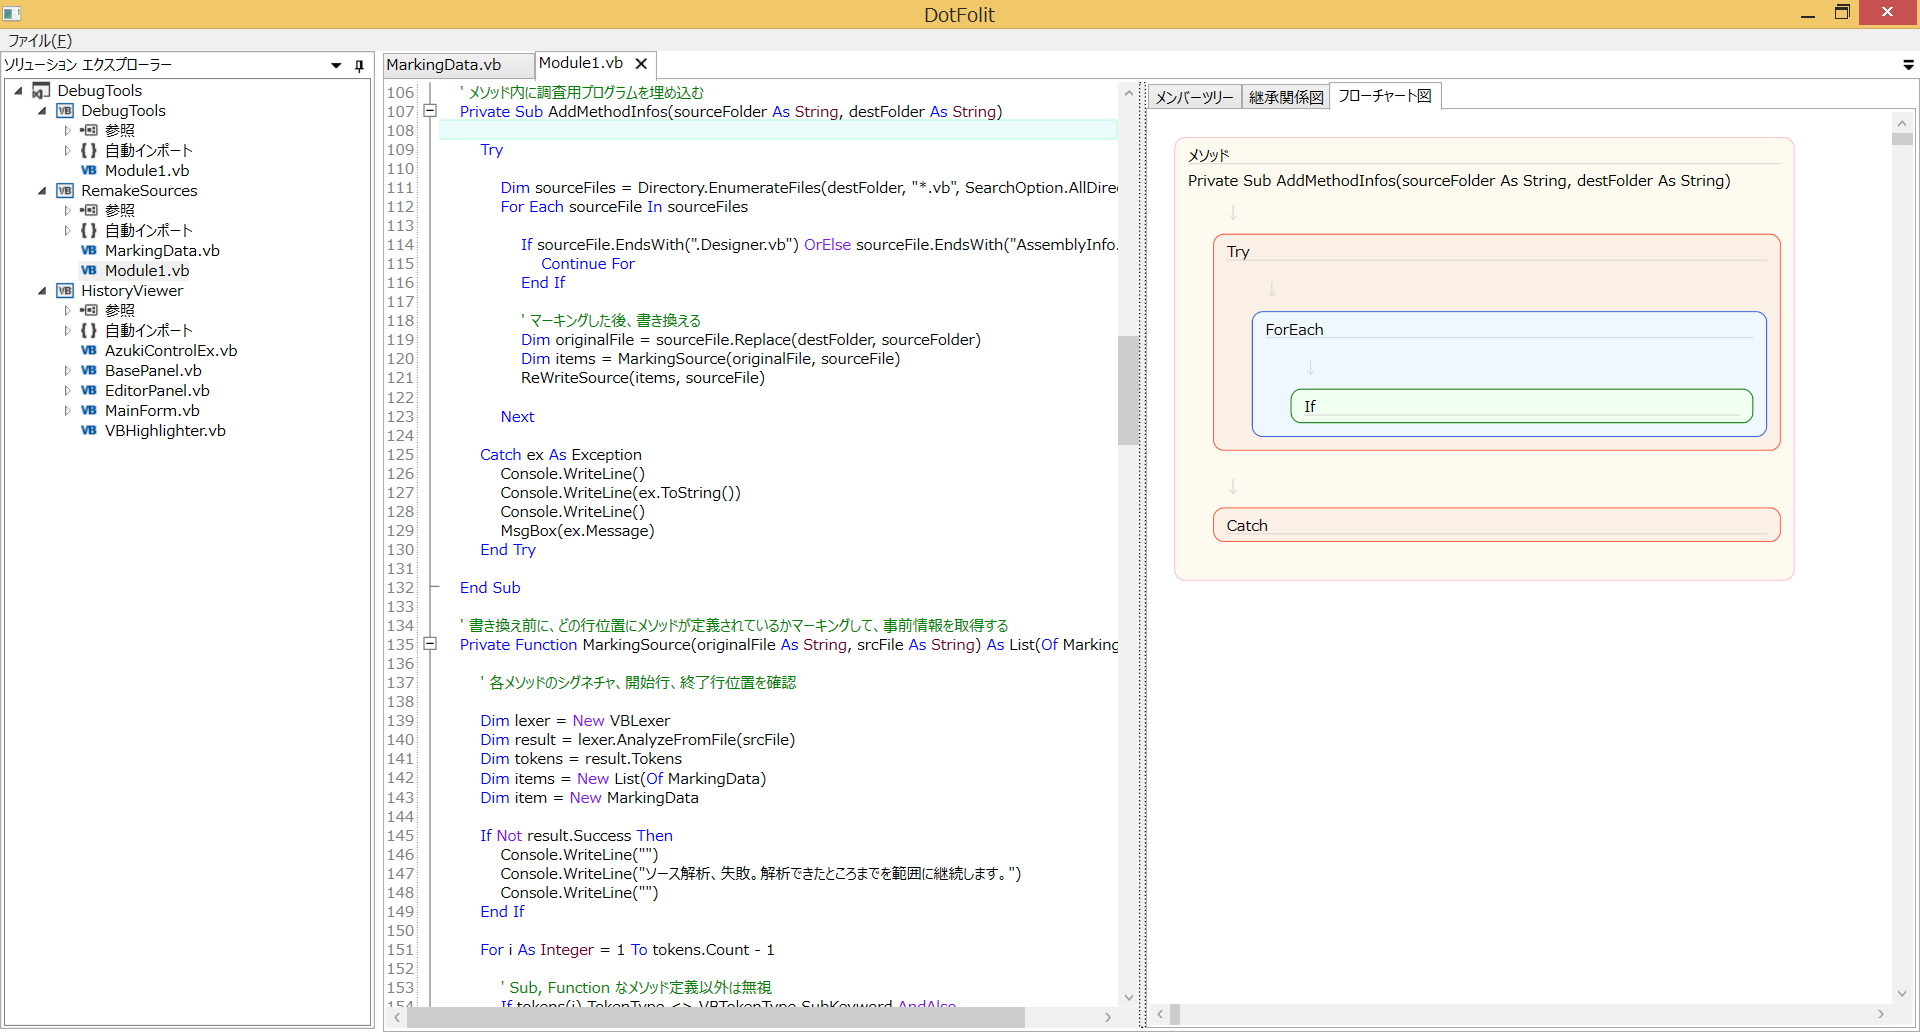 DotFolit
ファイル(F)
ソリューション エクスプローラー
DebugTools
DebugTools
参照
自動インポート
Module1.vb
RemakeSources
参照
自動インポート
MarkingData.vb
Module1.vb
HistoryViewer
参照
自動インポート
AzukiControlEx.vb
BasePanel.vb
EditorPanel.vb
MainForm.vb
VBHighlighter.vb
MarkingData.vb
Module1.vb
106 ' メソッド内に調査用プログラムを埋め込む
107 Private Sub AddMethodInfos(sourceFolder As String, destFolder As String)
108
109 Try
110
111 Dim sourceFiles = Directory.EnumerateFiles(destFolder, "*.vb", SearchOption.AllDirec
112 For Each sourceFile In sourceFiles
113
114 If sourceFile.EndsWith(".Designer.vb") OrElse sourceFile.EndsWith("AssemblyInfo.
115 Continue For
116 End If
117
118 ' マーキングした後、書き換える
119 Dim originalFile = sourceFile.Replace(destFolder, sourceFolder)
120 Dim items = MarkingSource(originalFile, sourceFile)
121 ReWriteSource(items, sourceFile)
122
123 Next
124
125 Catch ex As Exception
126 Console.WriteLine()
127 Console.WriteLine(ex.ToString())
128 Console.WriteLine()
129 MsgBox(ex.Message)
130 End Try
131
132 End Sub
133
134 ' 書き換え前に、どの行位置にメソッドが定義されているかマーキングして、事前情報を取得する
135 Private Function MarkingSource(originalFile As String, srcFile As String) As List(Of Marking
136
137 ' 各メソッドのシグネチャ、開始行、終了行位置を確認
138
139 Dim lexer = New VBLexer
140 Dim result = lexer.AnalyzeFromFile(srcFile)
141 Dim tokens = result.Tokens
142 Dim items = New List(Of MarkingData)
143 Dim item = New MarkingData
144
145 If Not result.Success Then
146 Console.WriteLine("")
147 Console.WriteLine("ソース解析、失敗。解析できたところまでを範囲に継続します。")
148 Console.WriteLine("")
149 End If
150
151 For i As Integer = 1 To tokens.Count - 1
152
153 ' Sub, Function なメソッド定義以外は無視
154 If tokens(i).TokenType <> VBTokenType.SubKeyword AndAlso
メンバーツリー
継承関係図
フローチャート図
メソッド
Private Sub AddMethodInfos(sourceFolder As String, destFolder As String)
↓
Try
↓
ForEach
↓
If
↓
Catch